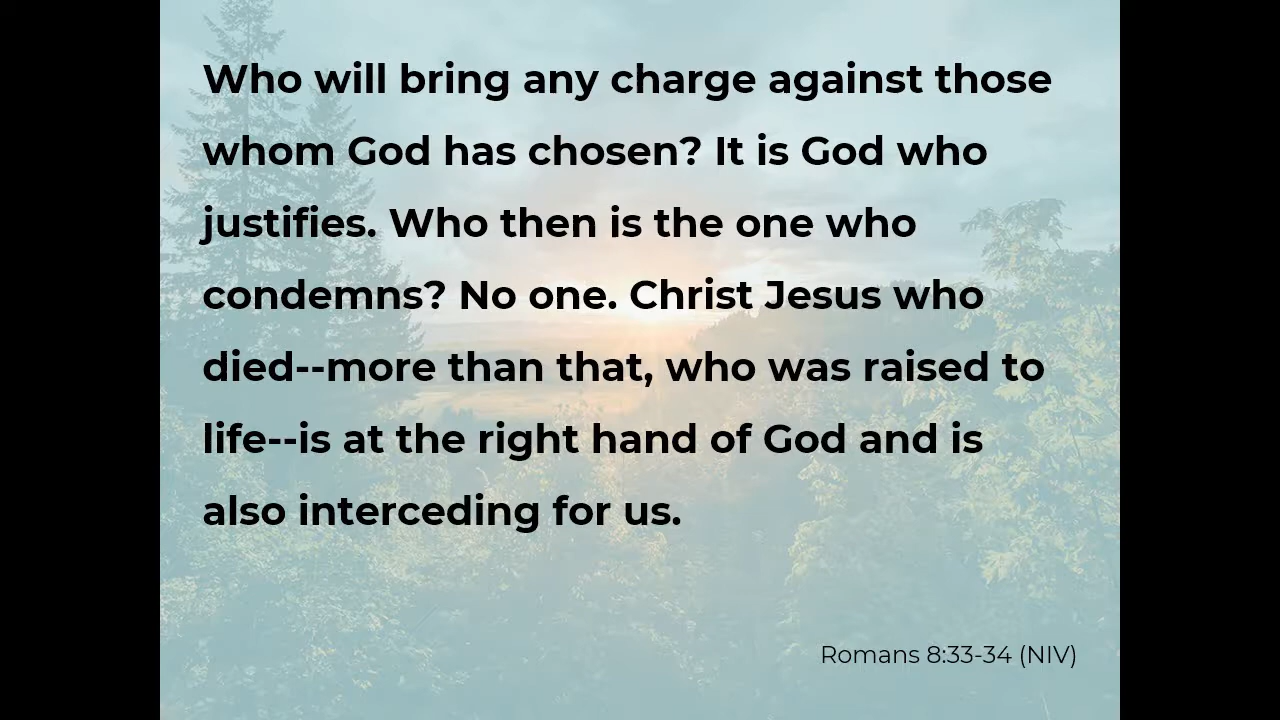 Who will bring any charge against those
whom God has chosen? It is God who
justifies. Who then is the one who
condemns? No one. Christ Jesus who
died--more than that, who was raised to
life--is at the right hand of God and is
also interceding for us.
Romans 8:33-34 (NIV)